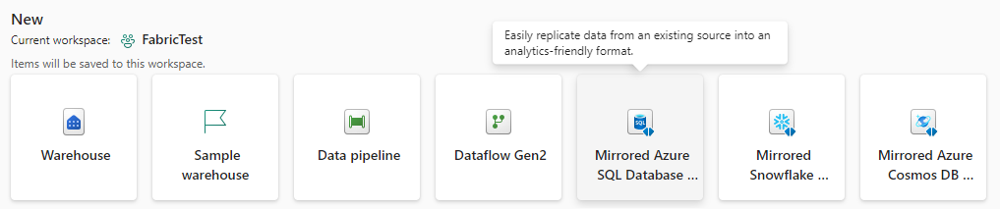 New
Current workspace: FabricTest
Items will be saved to this workspace.
Easily replicate data from an existing source into an
analytics-friendly format.
Warehouse
Sample
warehouse
Data pipeline
Dataflow Gen2
SQL
Mirrored Azure
SQL Database ...
Mirrored
Snowflake ...
Mirrored Azure
Cosmos DB ...